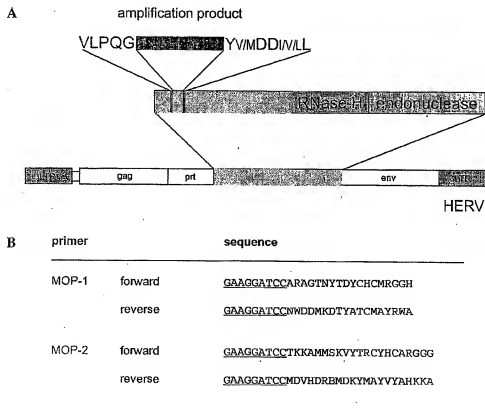 A
amplification product
VLPQG YV/MDDI/V/LL
RNase-H endonuclease
gag prt env
HERV
B primer sequence
MOP-1 forward GAAGGATCCARAGTNYTDYCHCMRGGH
reverse GAAGGATCCNWDDMKDTYATCMAYRWA
MOP-2 forward GAAGGATCCTKKAMMSKVYTRCYHCARGGG
reverse GAAGGATCCMDVHDRBMDKYMAYVYAHKKA